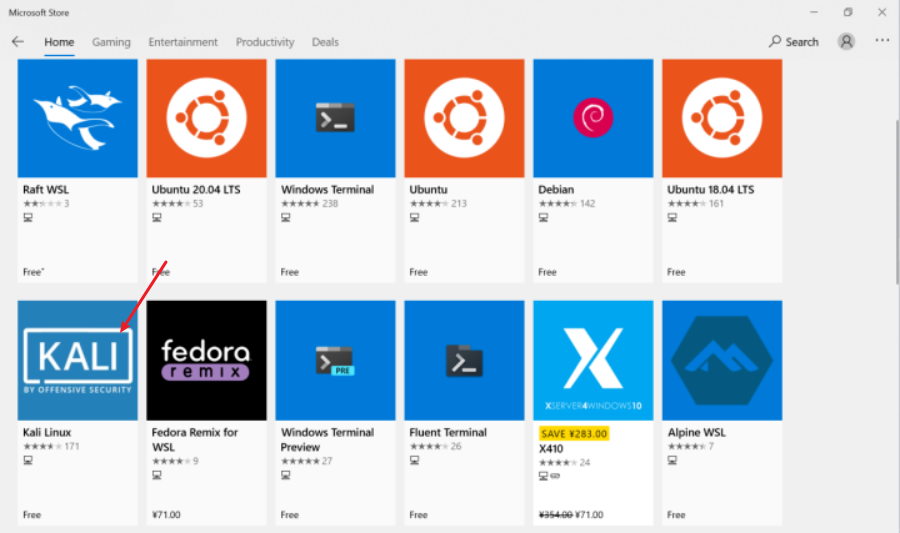 Microsoft Store
Home Gaming Entertainment Productivity Deals Search
Raft WSL Ubuntu 20.04 LTS Windows Terminal Ubuntu Debian Ubuntu 18.04 LTS
3 53 238 213 142 161
Free* Free Free Free Free Free
KALI
BY OFFENSIVE SECURITY
fedora
remix
PRE
XSERVER4WINDOWS10
Kali Linux
171
Free
Fedora Remix for
WSL
9
¥71.00
Windows Terminal
Preview
27
Free
Fluent Terminal
26
Free
SAVE ¥283.00
X410
24
¥354.00 ¥71.00
Alpine WSL
7
Free